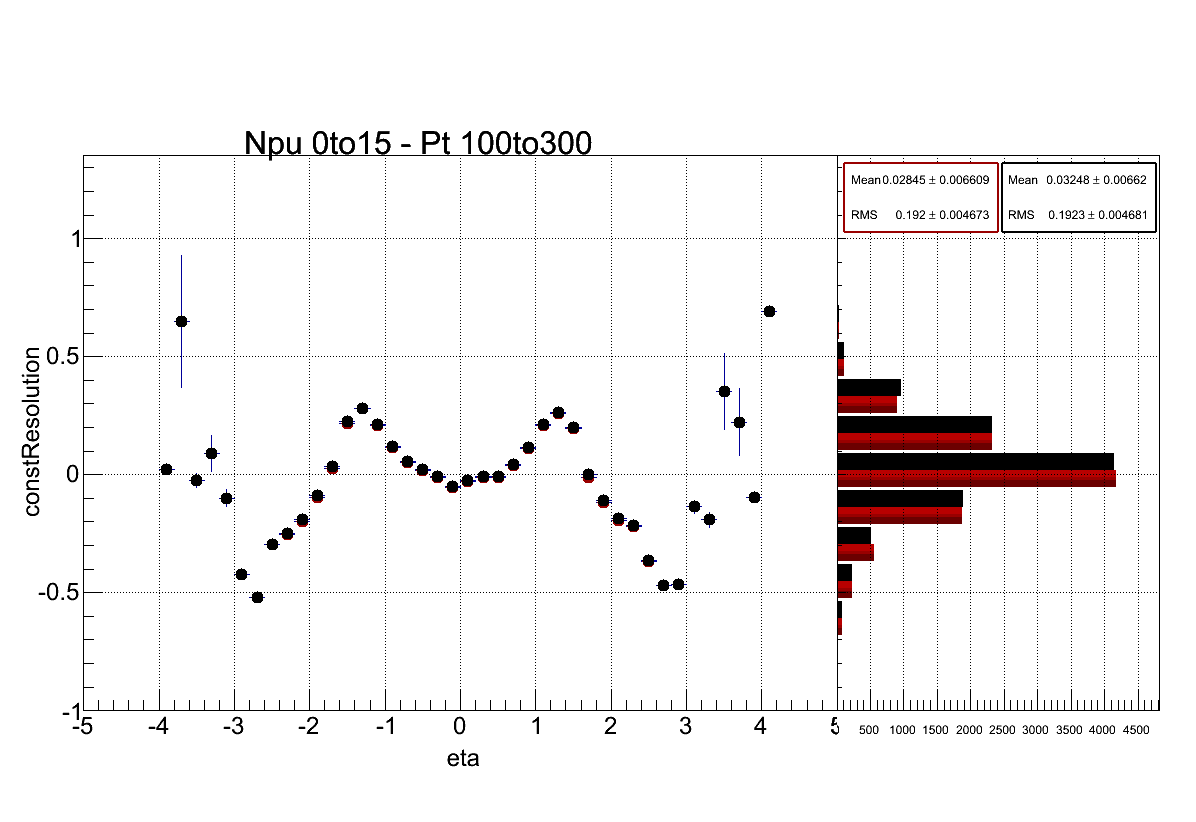 Npu 0to15 - Pt 100to300
Mean 0.02845 ± 0.006609
RMS 0.192 ± 0.004673
Mean 0.03248 ± 0.00662
RMS 0.1923 ± 0.004681
constResolution
1
0.5
0
-0.5
-1
-5 -4 -3 -2 -1 0 1 2 3 4 5
500 1000 1500 2000 2500 3000 3500 4000 4500
eta